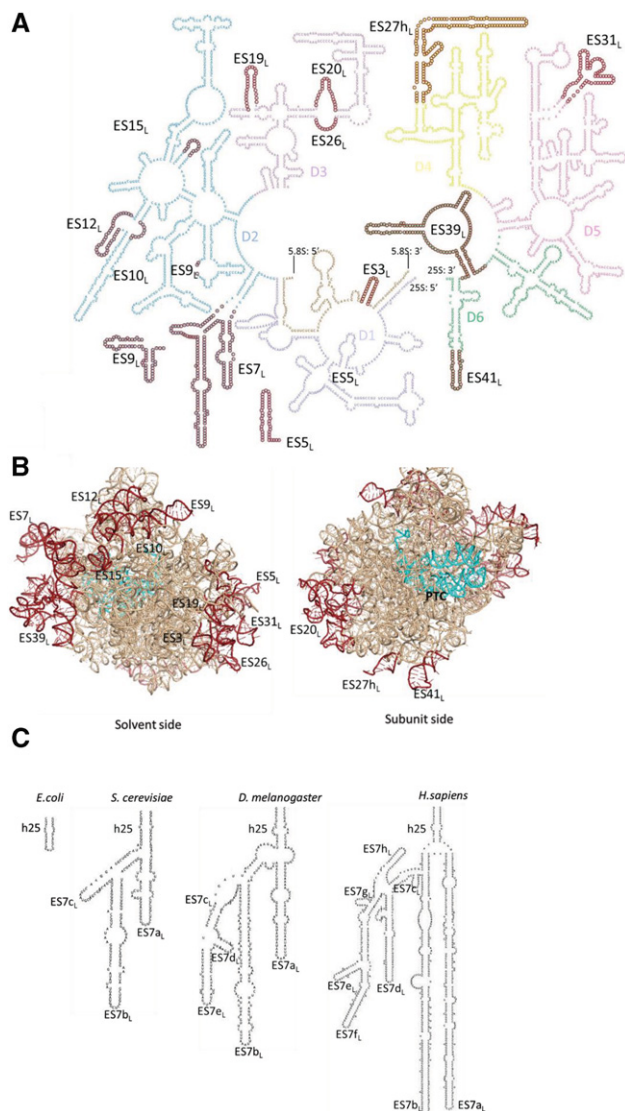 A
ES27hL
ES19L
ES20L
ES31L
ES15L
ES26L
D3
D4
ES12L
D2
ES39L
D5
5.8S: 5′
5.8S: 3′
ES10L
ES9L
ES3L
25S: 3′
25S: 5′
D6
D1
ES9L
ES7L
ES5L
ES41L
ES5L
B
ES12
ES9L
ES7L
ES10
ES15
PTC
ES5L
ES19L
ES31L
ES20L
ES39L
ES3L
ES26L
ES27hL
ES41L
Solvent side
Subunit side
C
E.coli
S. cerevisiae
D. melanogaster
H.sapiens
h25
h25
h25
h25
ES7hL
ES7cL
ES7cL
ES7gL
ES7c
ES7aL
ES7dL
ES7aL
ES7eL
ES7dL
ES7eL
ES7bL
ES7fL
ES7bL
ES7bL
ES7aL